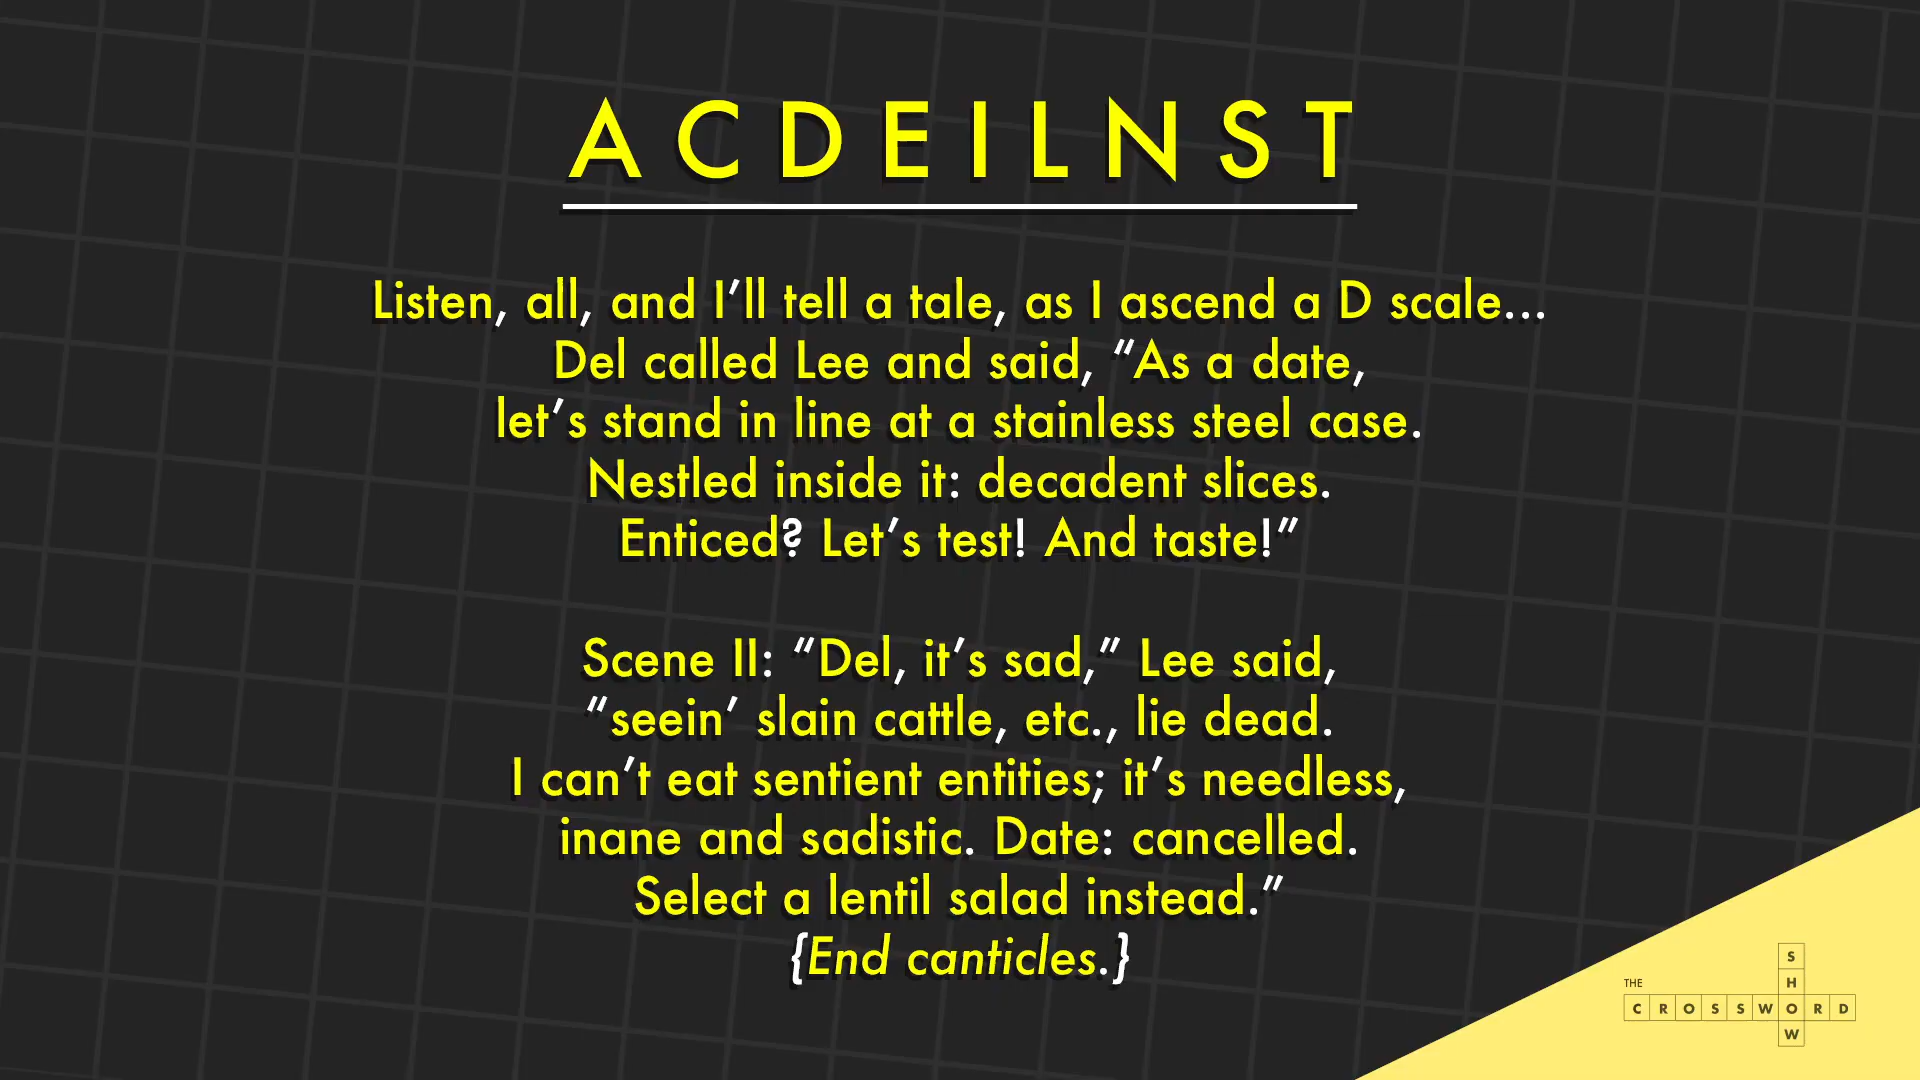 A C D E I L N S T
Listen, all, and I’ll tell a tale, as I ascend a D scale...
Del called Lee and said, “As a date,
let’s stand in line at a stainless steel case.
Nestled inside it: decadent slices.
Enticed? Let’s test! And taste!”
Scene II: “Del, it’s sad,” Lee said,
“seein’ slain cattle, etc., lie dead.
I can’t eat sentient entities; it’s needless,
inane and sadistic. Date: cancelled.
Select a lentil salad instead.”
{End canticles.}
THE
CROSSWORD
SHOW